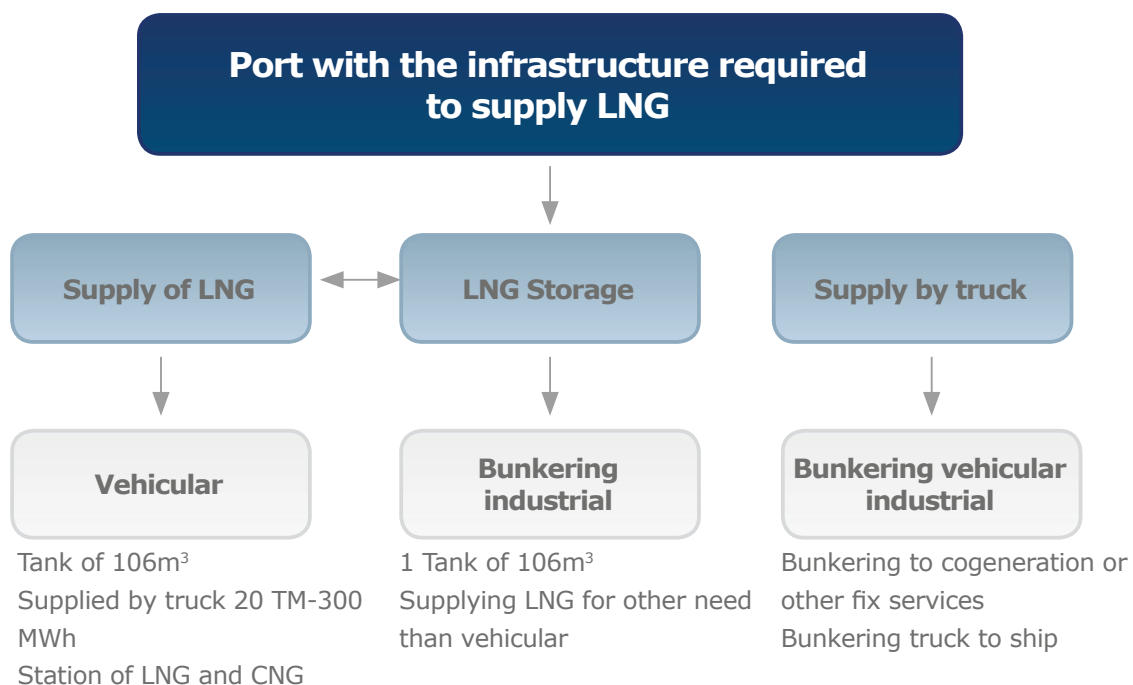 Port with the infrastructure required
to supply LNG
Supply of LNG
LNG Storage
Supply by truck
Vehicular
Bunkering
industrial
Bunkering vehicular
industrial
Tank of 106m³
Supplied by truck 20 TM-300
MWh
Station of LNG and CNG
1 Tank of 106m³
Supplying LNG for other need
than vehicular
Bunkering to cogeneration or
other fix services
Bunkering truck to ship